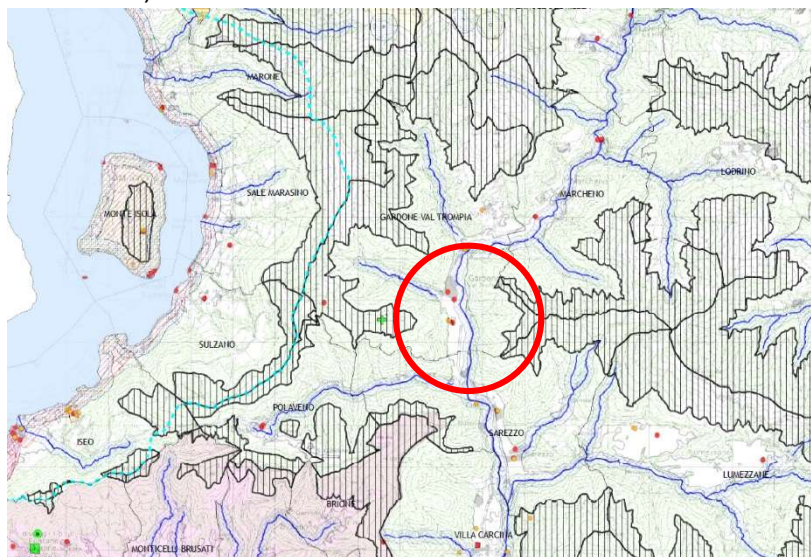 MARONE
LODRINO
MARCHENO
SALE MARASINO
MONTE ISOLA
GARDONE VAL TROMPIA
SULZANO
POLAVENO
ISEO
SAREZZO
LUMEZZANE
BRIONE
VILLA CARCINA
MONTICELLI BRUSATI